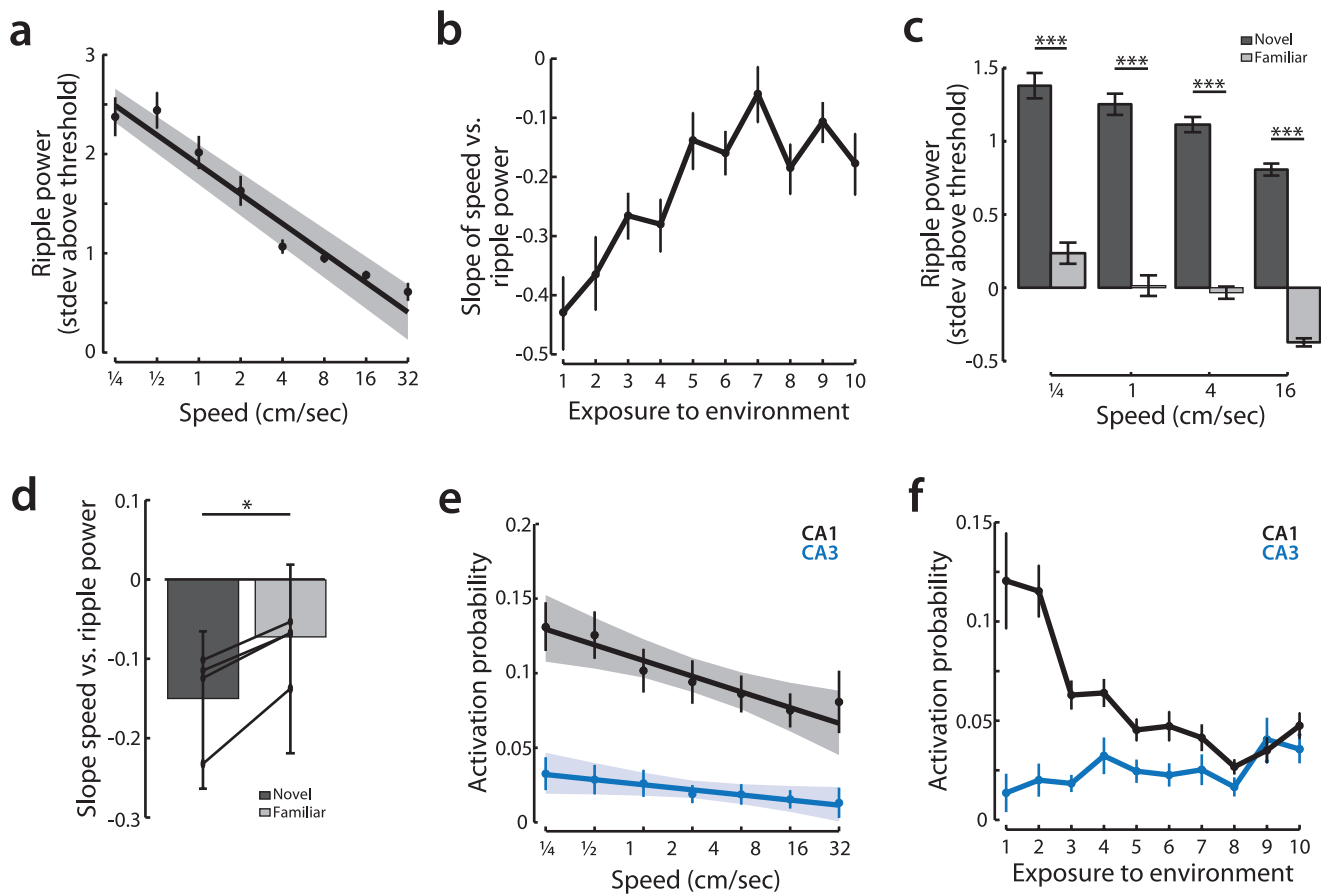 a
Ripple power
(stdev above threshold)
3
2
1
0
¼
½
1
2
4
8
16
32
Speed (cm/sec)
b
Slope of speed vs.
ripple power
0
-0.1
-0.2
-0.3
-0.4
-0.5
1
2
3
4
5
6
7
8
9
10
Exposure to environment
c
Novel
Familiar
Ripple power
(stdev above threshold)
1.5
1
0.5
0
-0.5
***
***
***
***
¼
1
4
16
Speed (cm/sec)
d
Slope speed vs. ripple power
0.1
0
-0.1
-0.2
-0.3
*
Novel
Familiar
e
CA1
CA3
Activation probability
0.2
0.15
0.1
0.05
0
¼
½
1
2
4
8
16
32
Speed (cm/sec)
f
CA1
CA3
Activation probability
0.15
0.1
0.05
0
1
2
3
4
5
6
7
8
9
10
Exposure to environment